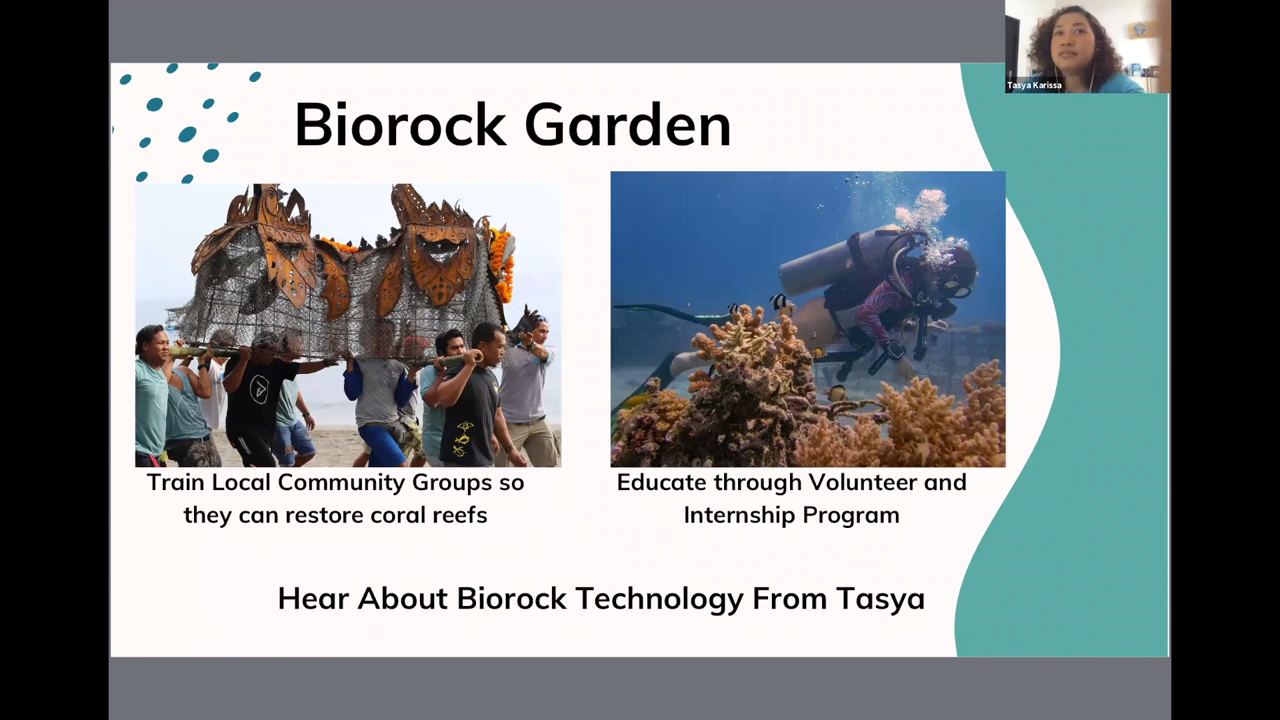 Tasya Karissa
Biorock Garden
Train Local Community Groups so
they can restore coral reefs
Educate through Volunteer and
Internship Program
Hear About Biorock Technology From Tasya